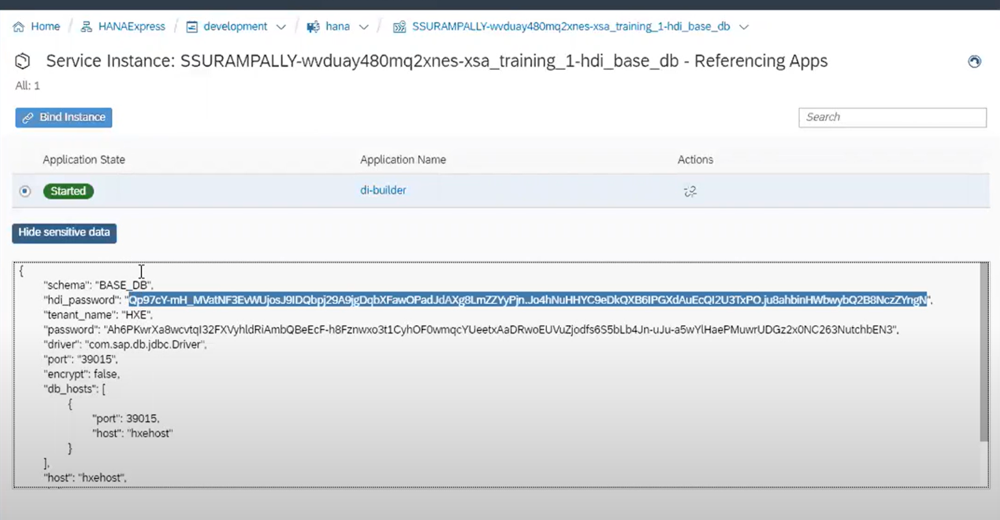 Home / HANAExpress / development / hana / SSURAMPALLY-wvduay480mq2xnes-xsa_training_1-hdi_base_db
Service Instance: SSURAMPALLY-wvduay480mq2xnes-xsa_training_1-hdi_base_db - Referencing Apps
All: 1
Bind Instance
Search
Application State Application Name Actions
Started di-builder
Hide sensitive data
{
"schema": "BASE_DB",
"hdi_password": "Qp97cY-mH_MVatNF3EvWUjosJ9IDQbpj29A9jgDqbXFawOPadJdAXg8LmZZYyPjn.Jo4hNuHHYC9eDkQXB6IPGXdAuEcQI2U3TxPO.ju8ahbinHWbwybQ2B8NczZYngN",
"tenant_name": "HXE",
"password": "Ah6PKwrXa8wcvtqI32FXVyhldRiAmbQBeEcF-h8Fznwxo3t1CyhOF0wmqcYUeetxAaDRwoEUVuZjodfs6S5bLb4Jn-uJu-a5wYlHaePMuwrUDGz2x0NC263NutchbEN3",
"driver": "com.sap.db.jdbc.Driver",
"port": "39015",
"encrypt": false,
"db_hosts": [
{
"port": 39015,
"host": "hxehost"
}
],
"host": "hxehost",